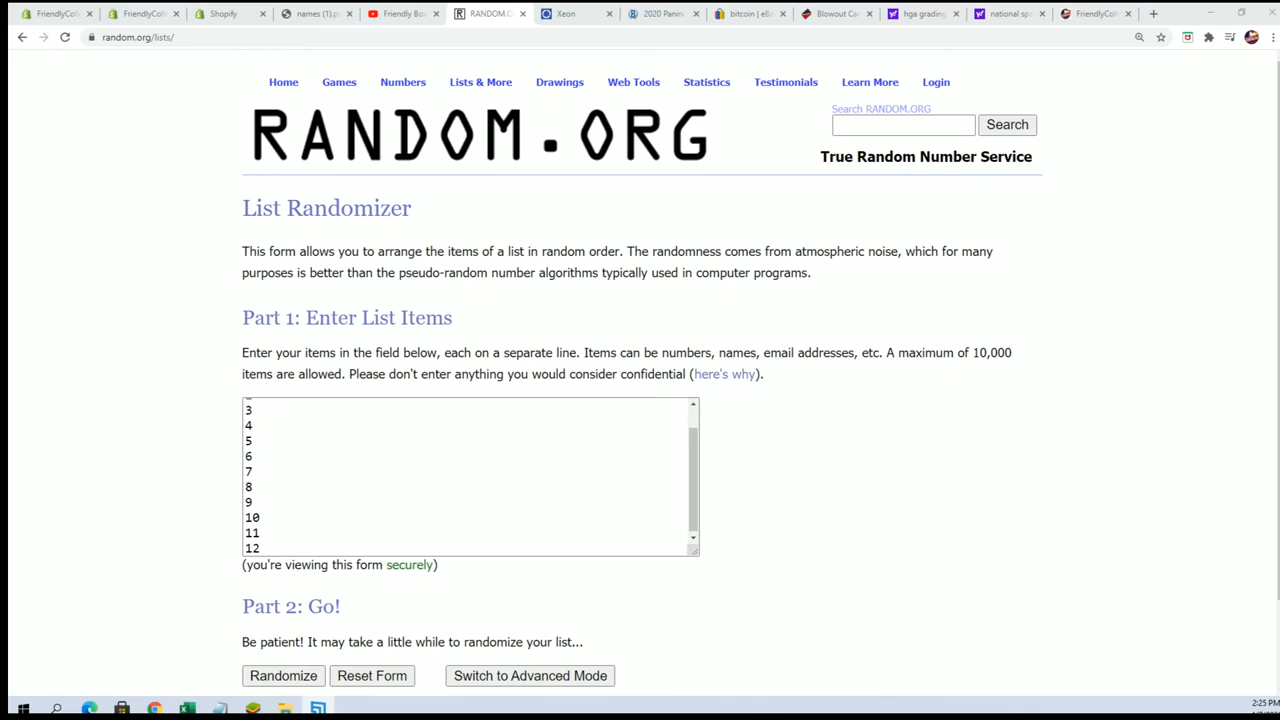 FriendlyColl
FriendlyColl
Shopify
names (1).p
Friendly Bo
RANDOM.O
Xeon
2020 Panini
bitcoin | eB
Blowout Ca
hga grading
national sp
FriendlyColl
random.org/lists/
Home Games Numbers Lists & More Drawings Web Tools Statistics Testimonials Learn More Login
RANDOM.ORG
Search RANDOM.ORG
Search
True Random Number Service
List Randomizer
This form allows you to arrange the items of a list in random order. The randomness comes from atmospheric noise, which for many
purposes is better than the pseudo-random number algorithms typically used in computer programs.
Part 1: Enter List Items
Enter your items in the field below, each on a separate line. Items can be numbers, names, email addresses, etc. A maximum of 10,000
items are allowed. Please don't enter anything you would consider confidential (here's why).
3
4
5
6
7
8
9
10
11
12
(you're viewing this form securely)
Part 2: Go!
Be patient! It may take a little while to randomize your list...
Randomize Reset Form Switch to Advanced Mode
2:25 PM